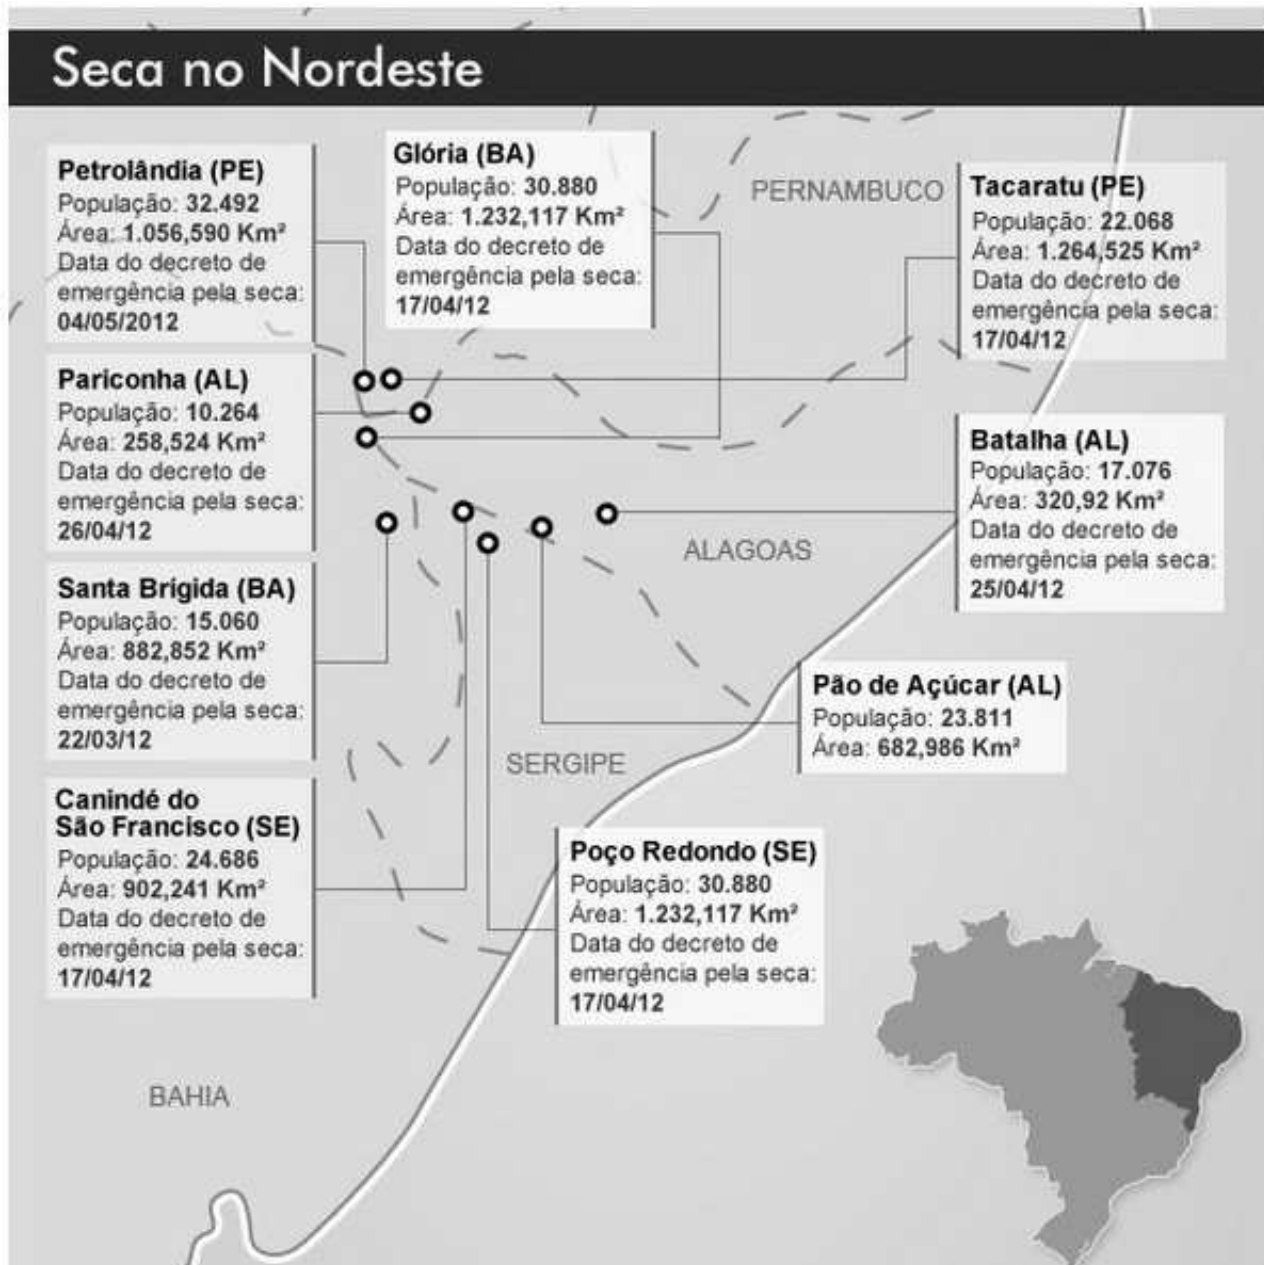 Seca no Nordeste
Petrolândia (PE)
População: 32.492
Área: 1.056,590 Km²
Data do decreto de
emergência pela seca:
04/05/2012
Glória (BA)
População: 30.880
Área: 1.232,117 Km²
Data do decreto de
emergência pela seca:
17/04/12
PERNAMBUCO
Tacaratu (PE)
População: 22.068
Área: 1.264,525 Km²
Data do decreto de
emergência pela seca:
17/04/12
Pariconha (AL)
População: 10.264
Área: 258,524 Km²
Data do decreto de
emergência pela seca:
26/04/12
Batalha (AL)
População: 17.076
Área: 320,92 Km²
Data do decreto de
emergência pela seca:
25/04/12
ALAGOAS
Santa Brígida (BA)
População: 15.060
Área: 882,852 Km²
Data do decreto de
emergência pela seca:
22/03/12
Pão de Açúcar (AL)
População: 23.811
Área: 682,986 Km²
SERGIPE
Canindé do
São Francisco (SE)
População: 24.686
Área: 902,241 Km²
Data do decreto de
emergência pela seca:
17/04/12
Poço Redondo (SE)
População: 30.880
Área: 1.232,117 Km²
Data do decreto de
emergência pela seca:
17/04/12
BAHIA